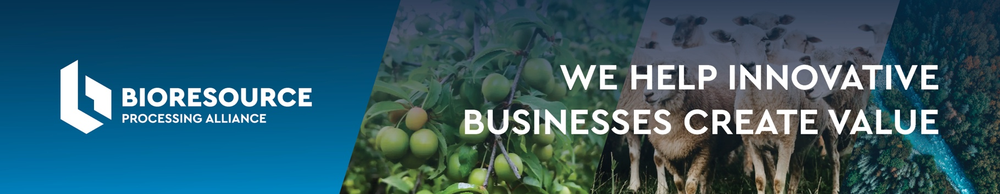 BIORESOURCE
PROCESSING ALLIANCE
WE HELP INNOVATIVE
BUSINESSES CREATE VALUE